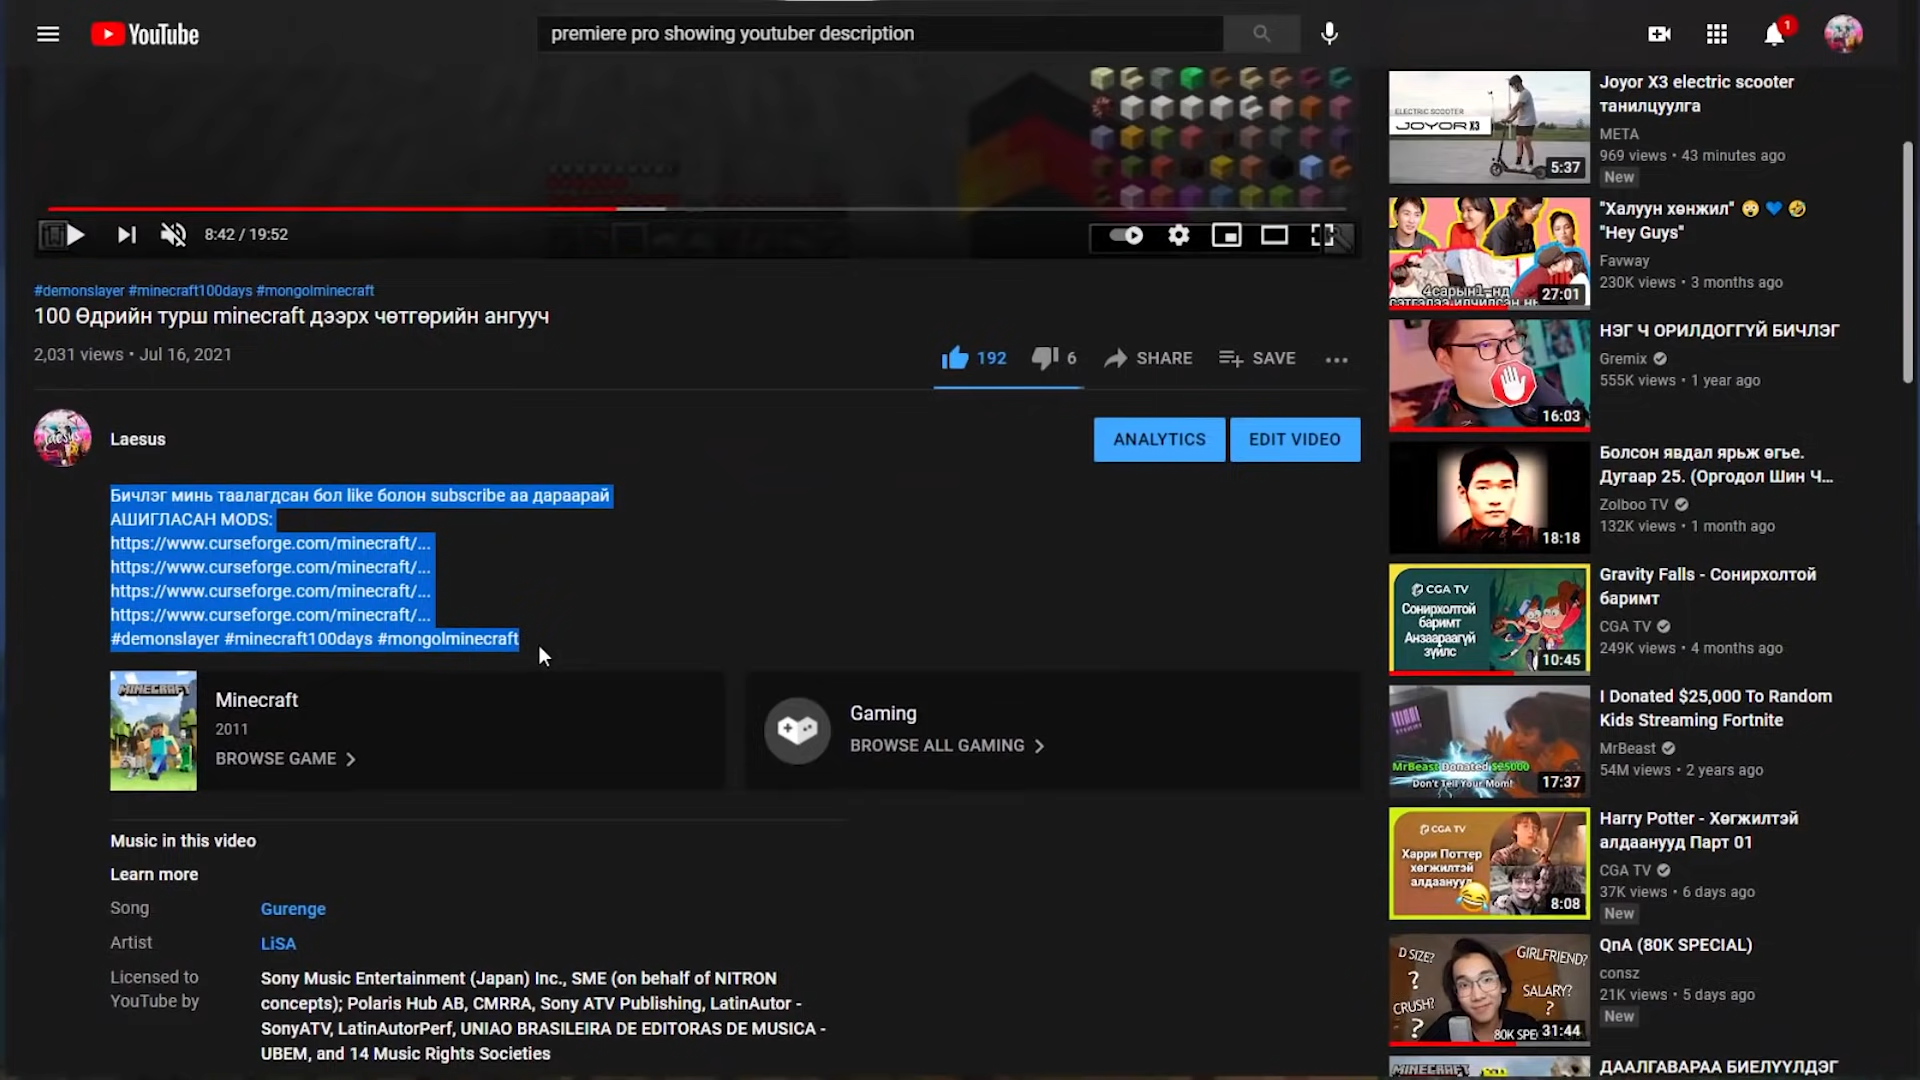 YouTube
premiere pro showing youtuber description
1
8:42 / 19:52
#demonslayer #minecraft100days #mongolminecraft
100 Өдрийн турш minecraft дээрх чөтгөрийн ангууч
2,031 views • Jul 16, 2021
192
6
SHARE
SAVE
Laesus
ANALYTICS
EDIT VIDEO
Бичлэг минь таалагдсан бол like болон subscribe аа дараарай
АШИГЛАСАН MODS:
https://www.curseforge.com/minecraft/...
https://www.curseforge.com/minecraft/...
https://www.curseforge.com/minecraft/...
https://www.curseforge.com/minecraft/...
#demonslayer #minecraft100days #mongolminecraft
MINECRAFT
Minecraft
2011
BROWSE GAME
Gaming
BROWSE ALL GAMING
Music in this video
Learn more
Song
Gurenge
Artist
LiSA
Licensed to
YouTube by
Sony Music Entertainment (Japan) Inc., SME (on behalf of NITRON
concepts); Polaris Hub AB, CMRRA, Sony ATV Publishing, LatinAutor -
SonyATV, LatinAutorPerf, UNIAO BRASILEIRA DE EDITORAS DE MUSICA -
UBEM, and 14 Music Rights Societies
ELECTRIC SCOOTER
JOYOR X3
5:37
Joyor X3 electric scooter
танилцуулга
META
969 views • 43 minutes ago
New
4сарын1-нд
27:01
"Халуун хөнжил" 😲 💙 🤣
"Hey Guys"
Favway
230K views • 3 months ago
16:03
НЭГ Ч ОРИЛДОГГҮЙ БИЧЛЭГ
Gremix
555K views • 1 year ago
18:18
Болсон явдал ярьж өгье.
Дугаар 25. (Оргодол Шин Ч...
Zolboo TV
132K views • 1 month ago
CGA TV
Сонирхолтой
баримт
Анзаараагүй
зүйлс
10:45
Gravity Falls - Сонирхолтой
баримт
CGA TV
249K views • 4 months ago
MrBeast Donated $25000
Don't Tell Your Mom!
17:37
I Donated $25,000 To Random
Kids Streaming Fortnite
MrBeast
54M views • 2 years ago
CGA TV
Харри Поттер
хөгжилтэй
алдаанууд
8:08
Harry Potter - Хөгжилтэй
алдаанууд Парт 01
CGA TV
37K views • 6 days ago
New
D SIZE?
?
CRUSH?
?
GIRLFRIEND?
SALARY?
?
80K SPE
31:44
QnA (80K SPECIAL)
consz
21K views • 5 days ago
New
MINECRAFT
ДААЛГАВАРАА БИЕЛҮҮЛДЭГ